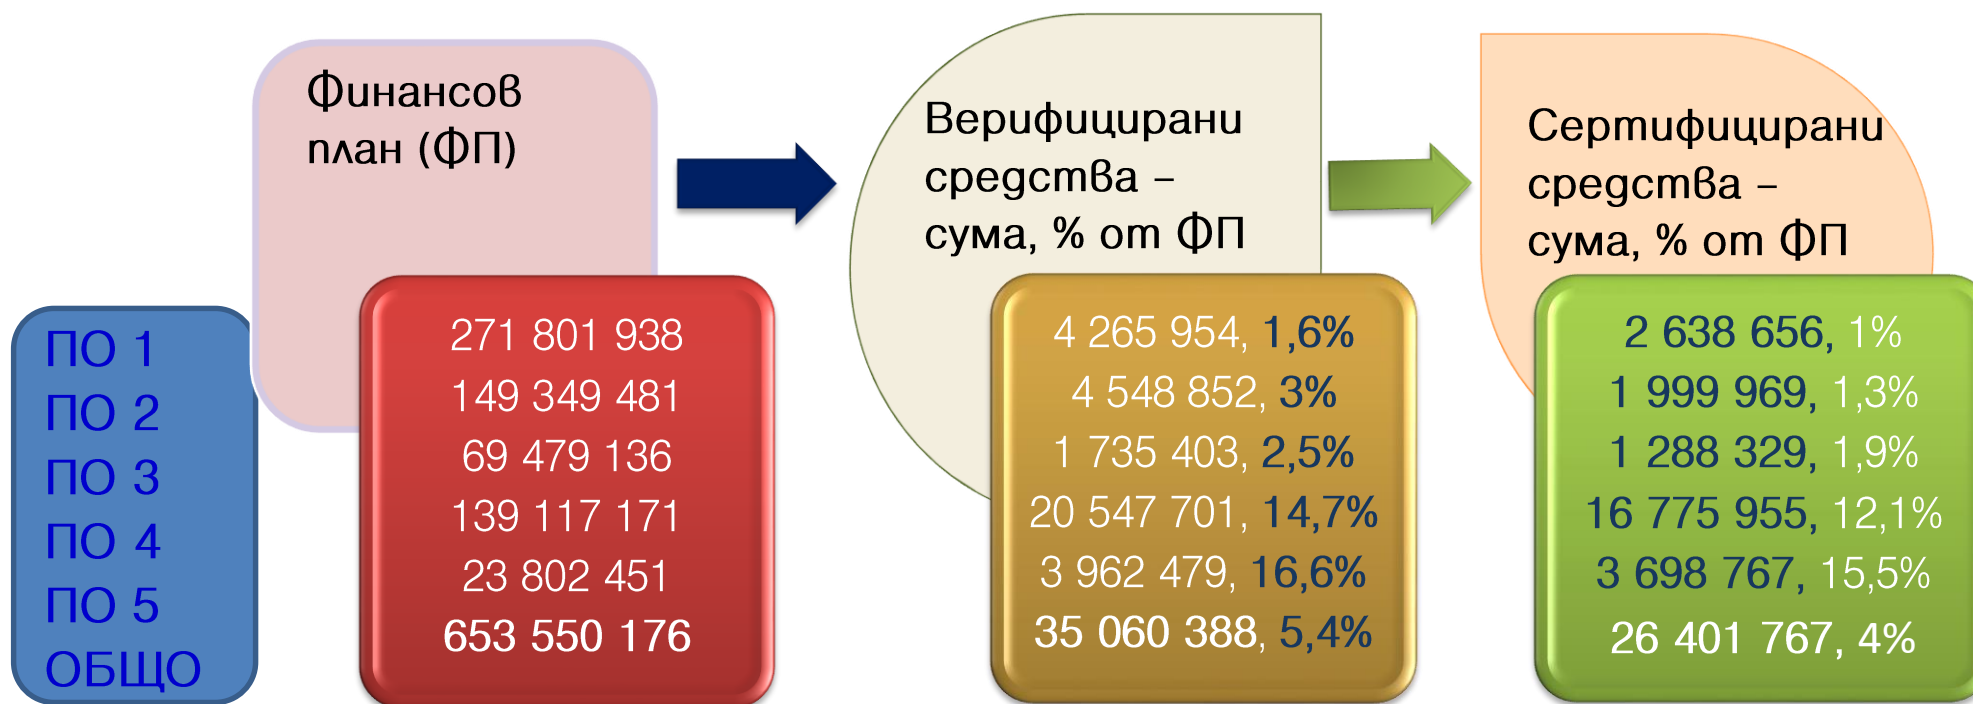 Финансов
план (ФП)
Верифицирани
средства –
сума, % от ФП
Сертифицирани
средства –
сума, % от ФП
ПО 1
ПО 2
ПО 3
ПО 4
ПО 5
ОБЩО
271 801 938
149 349 481
69 479 136
139 117 171
23 802 451
653 550 176
4 265 954, 1,6%
4 548 852, 3%
1 735 403, 2,5%
20 547 701, 14,7%
3 962 479, 16,6%
35 060 388, 5,4%
2 638 656, 1%
1 999 969, 1,3%
1 288 329, 1,9%
16 775 955, 12,1%
3 698 767, 15,5%
26 401 767, 4%